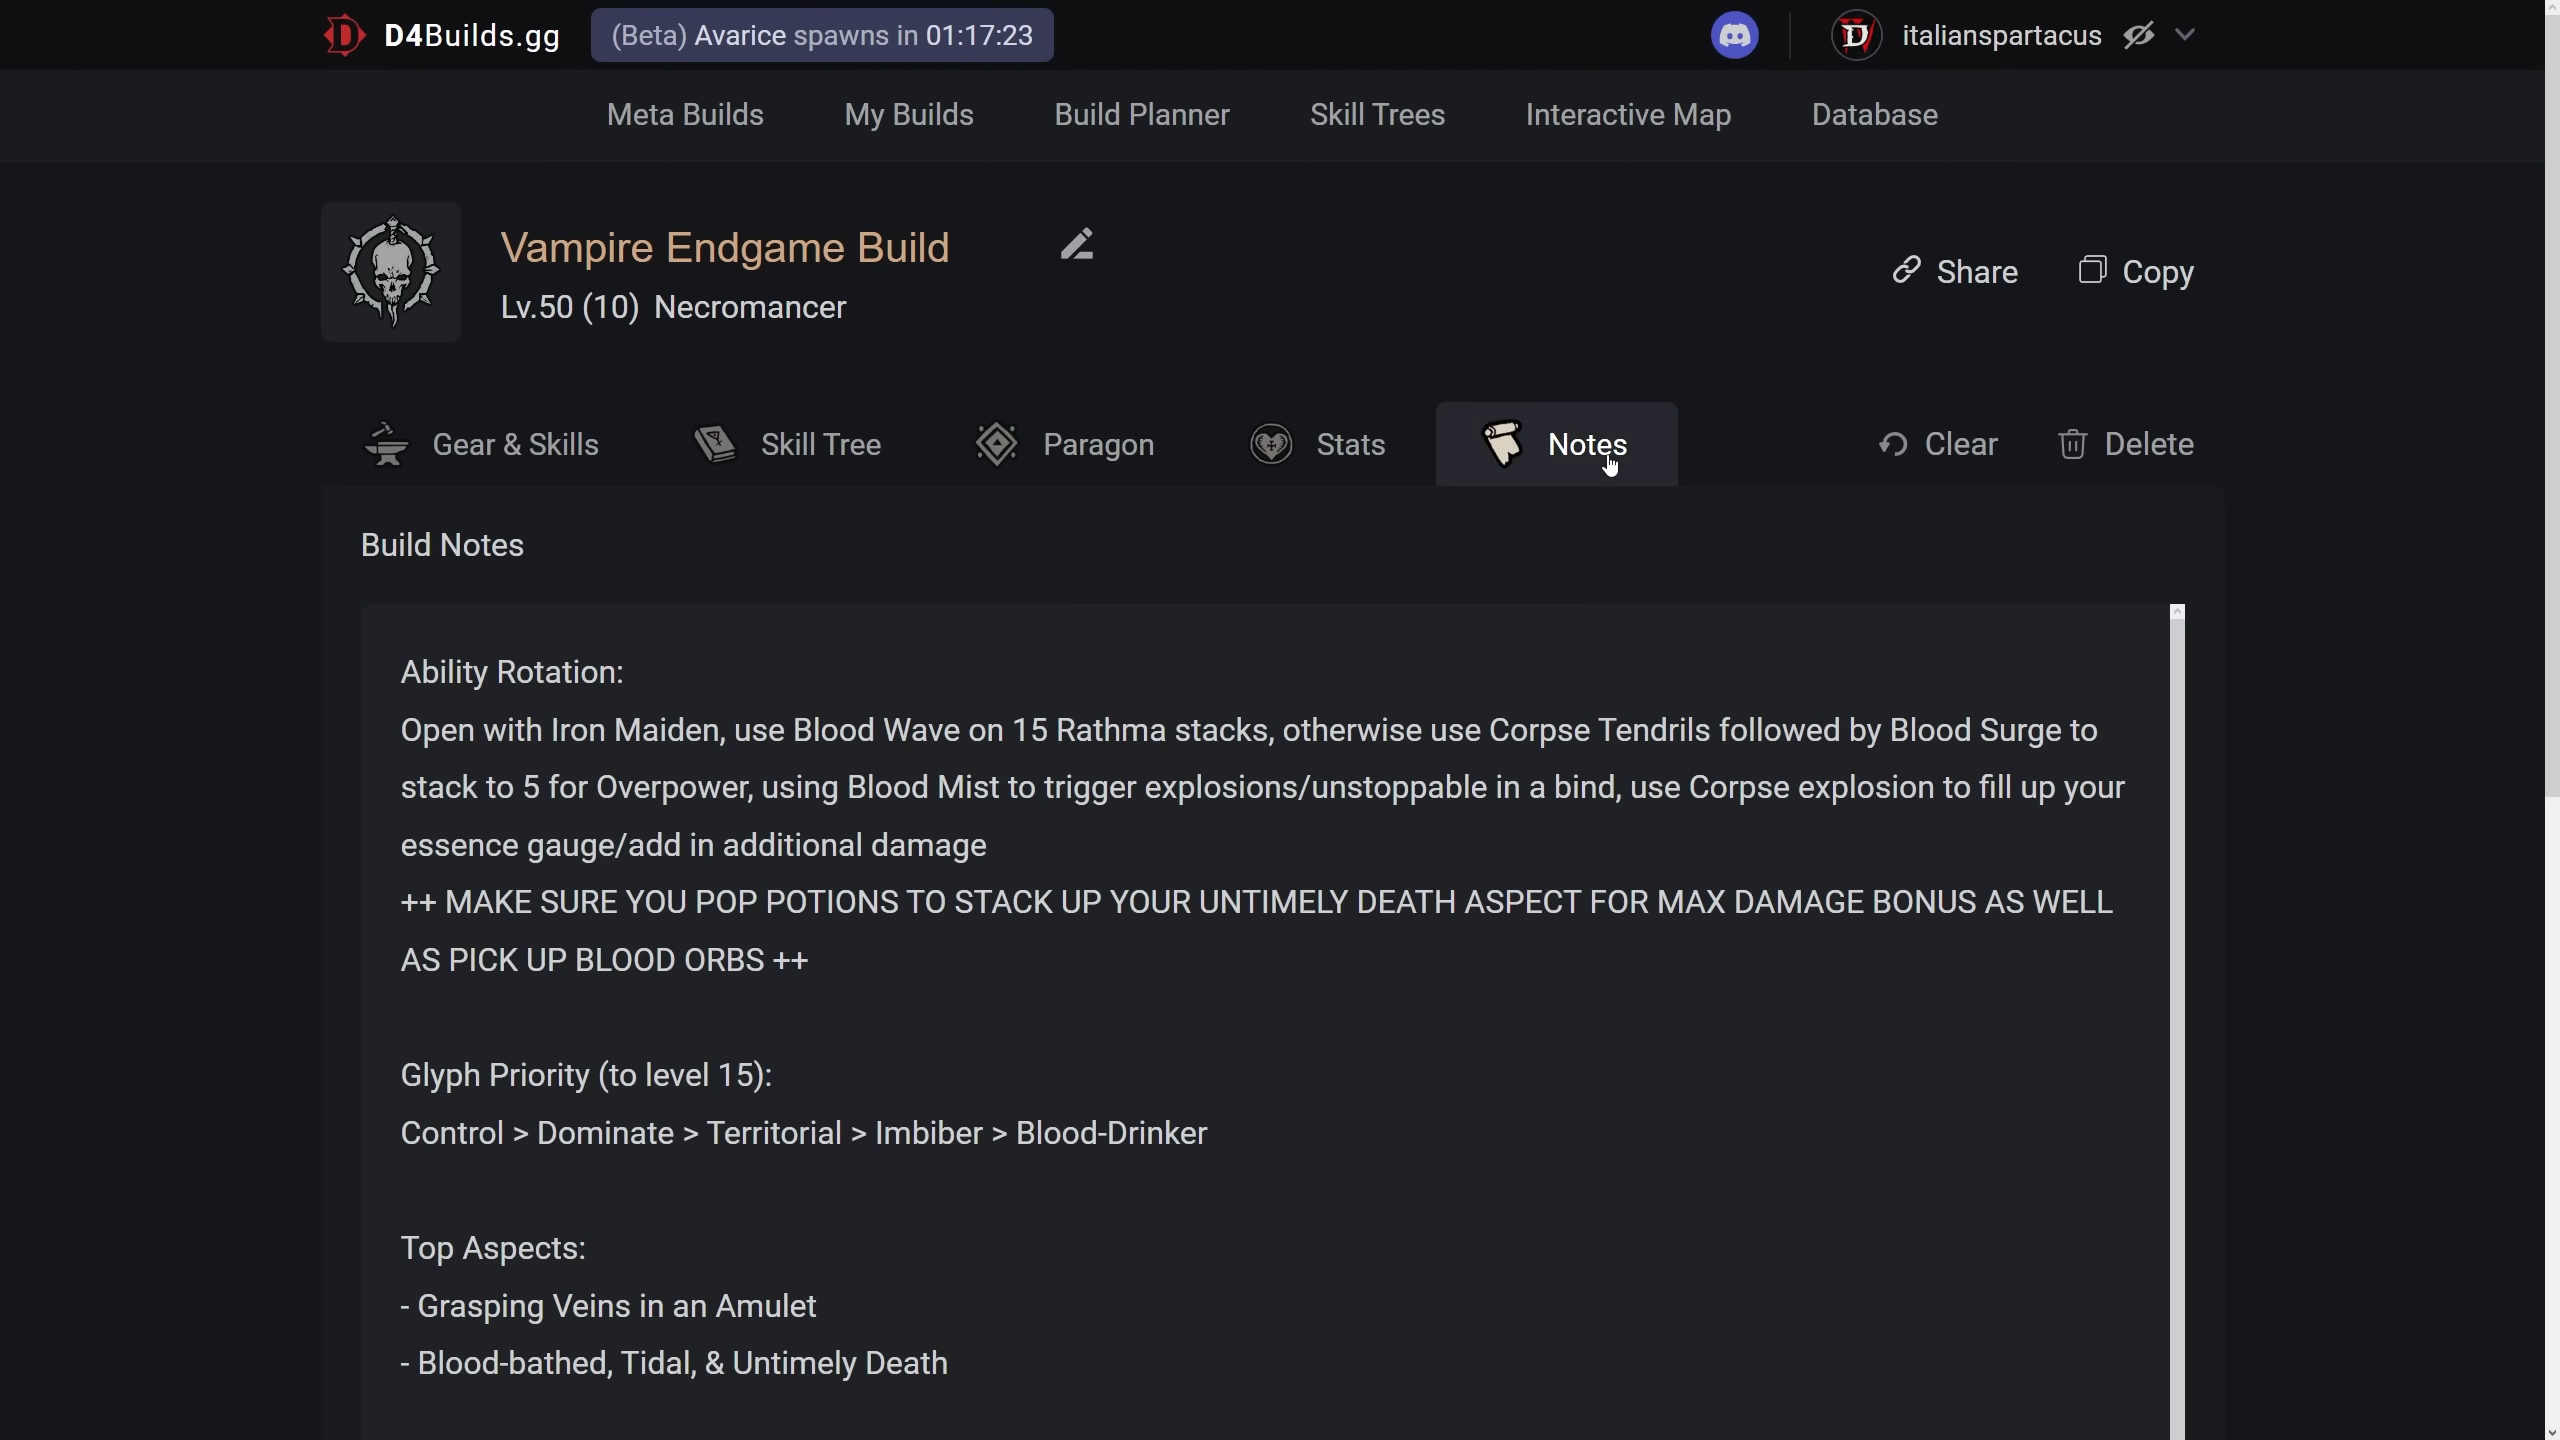 D4Builds.gg
(Beta) Avarice spawns in 01:17:23
italianspartacus
Meta Builds
My Builds
Build Planner
Skill Trees
Interactive Map
Database
Vampire Endgame Build
Lv.50 (10) Necromancer
Share
Copy
Gear & Skills
Skill Tree
Paragon
Stats
Notes
Clear
Delete
Build Notes
Ability Rotation:
Open with Iron Maiden, use Blood Wave on 15 Rathma stacks, otherwise use Corpse Tendrils followed by Blood Surge to
stack to 5 for Overpower, using Blood Mist to trigger explosions/unstoppable in a bind, use Corpse explosion to fill up your
essence gauge/add in additional damage
++ MAKE SURE YOU POP POTIONS TO STACK UP YOUR UNTIMELY DEATH ASPECT FOR MAX DAMAGE BONUS AS WELL
AS PICK UP BLOOD ORBS ++
Glyph Priority (to level 15):
Control > Dominate > Territorial > Imbiber > Blood-Drinker
Top Aspects:
- Grasping Veins in an Amulet
- Blood-bathed, Tidal, & Untimely Death